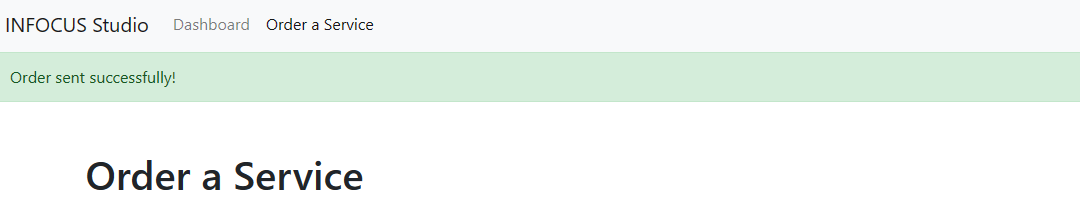 INFOCUS Studio Dashboard Order a Service
Order sent successfully!
Order a Service